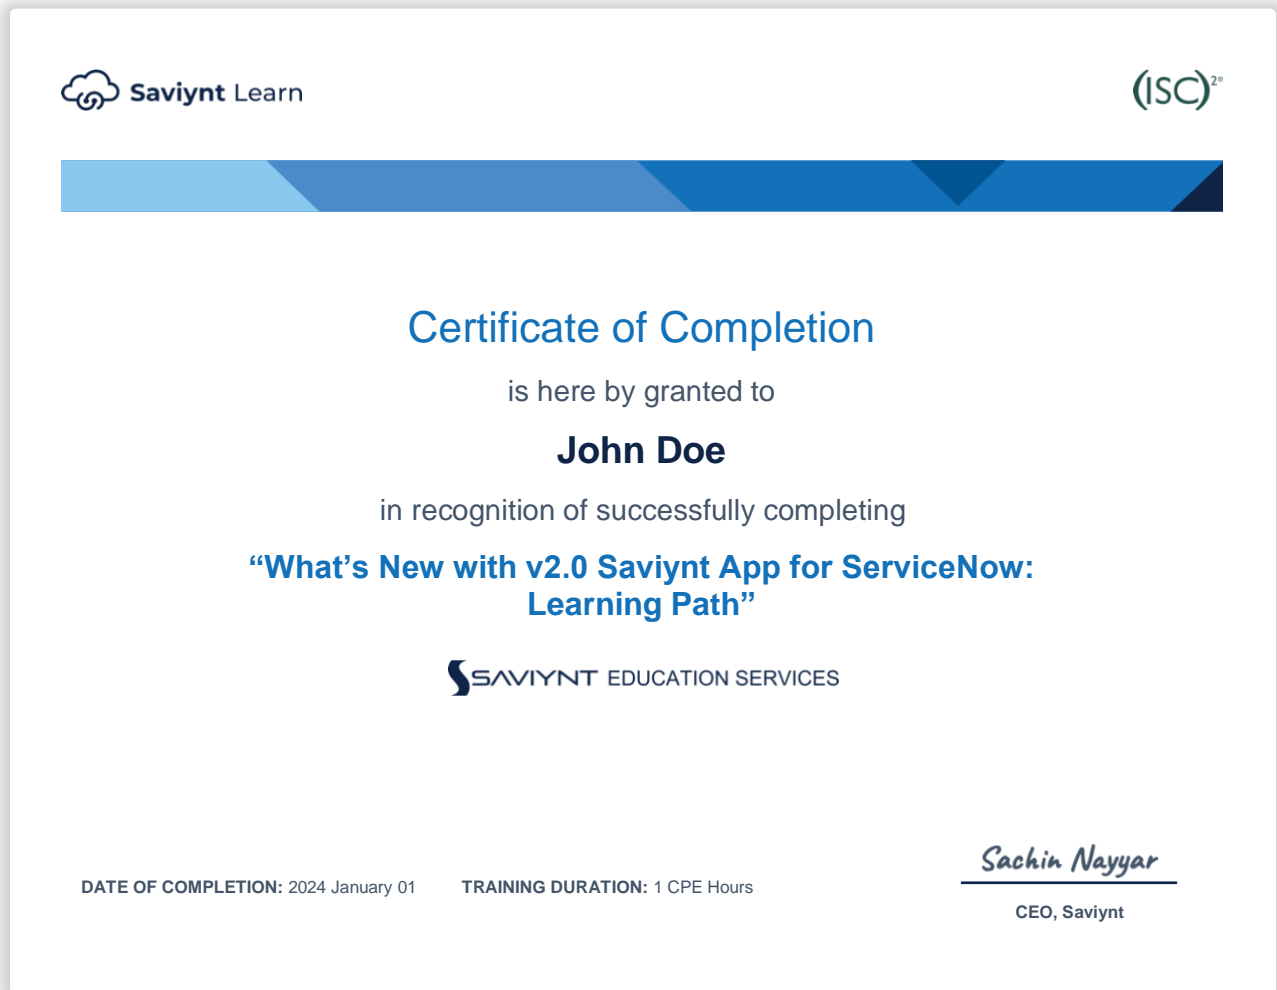 Saviynt Learn
(ISC)²®
Certificate of Completion
is here by granted to
John Doe
in recognition of successfully completing
“What’s New with v2.0 Saviynt App for ServiceNow:
Learning Path”
SAVIYNT EDUCATION SERVICES
Sachin Nayyar
DATE OF COMPLETION: 2024 January 01 TRAINING DURATION: 1 CPE Hours
CEO, Saviynt